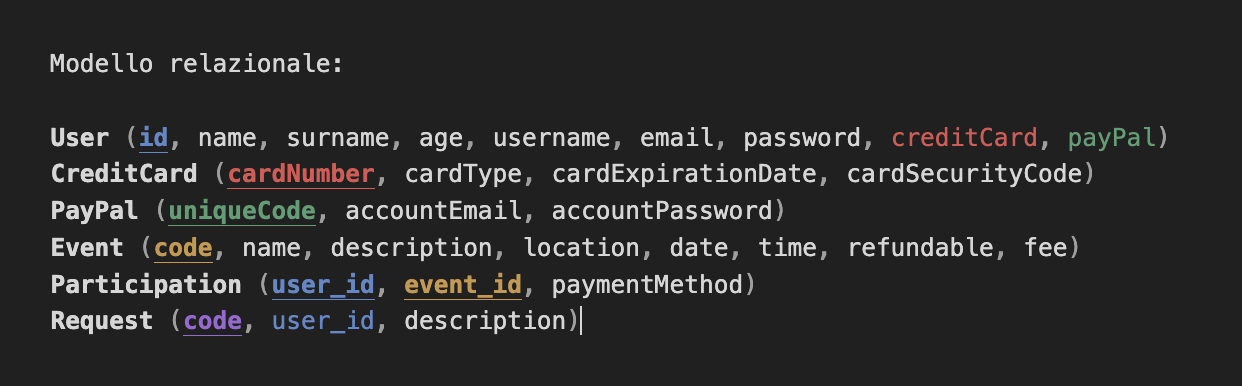 Modello relazionale:
User (id, name, surname, age, username, email, password, creditCard, payPal)
CreditCard (cardNumber, cardType, cardExpirationDate, cardSecurityCode)
PayPal (uniqueCode, accountEmail, accountPassword)
Event (code, name, description, location, date, time, refundable, fee)
Participation (user_id, event_id, paymentMethod)
Request (code, user_id, description)